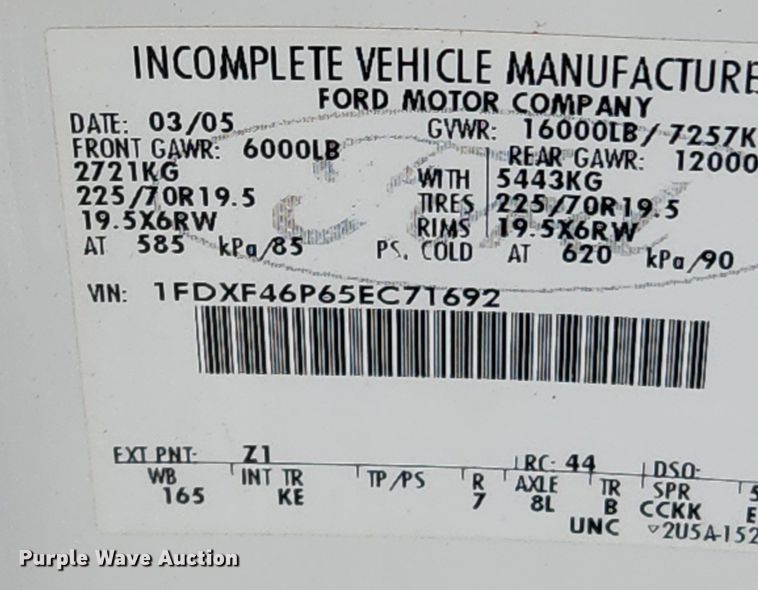 INCOMPLETE VEHICLE MANUFACTURE
FORD MOTOR COMPANY
DATE: 03/05 GVWR: 16000LB/ 7257K
FRONT GAWR: 6000LB REAR GAWR: 12000
2721KG WITH 5443KG
225/70R19.5 TIRES 225/70R19.5
19.5X6RW RIMS 19.5X6RW
AT 585 kPa/85 PS. COLD AT 620 kPa/90
VIN: 1FDXF46P65EC71692
EXT PNT: Z1 RC: 44 DSO:
WB INT TR TP/PS R AXLE TR SPR 5
165 KE 7 8L B CCKK E
UNC ▽2U5A-152
Purple Wave Auction